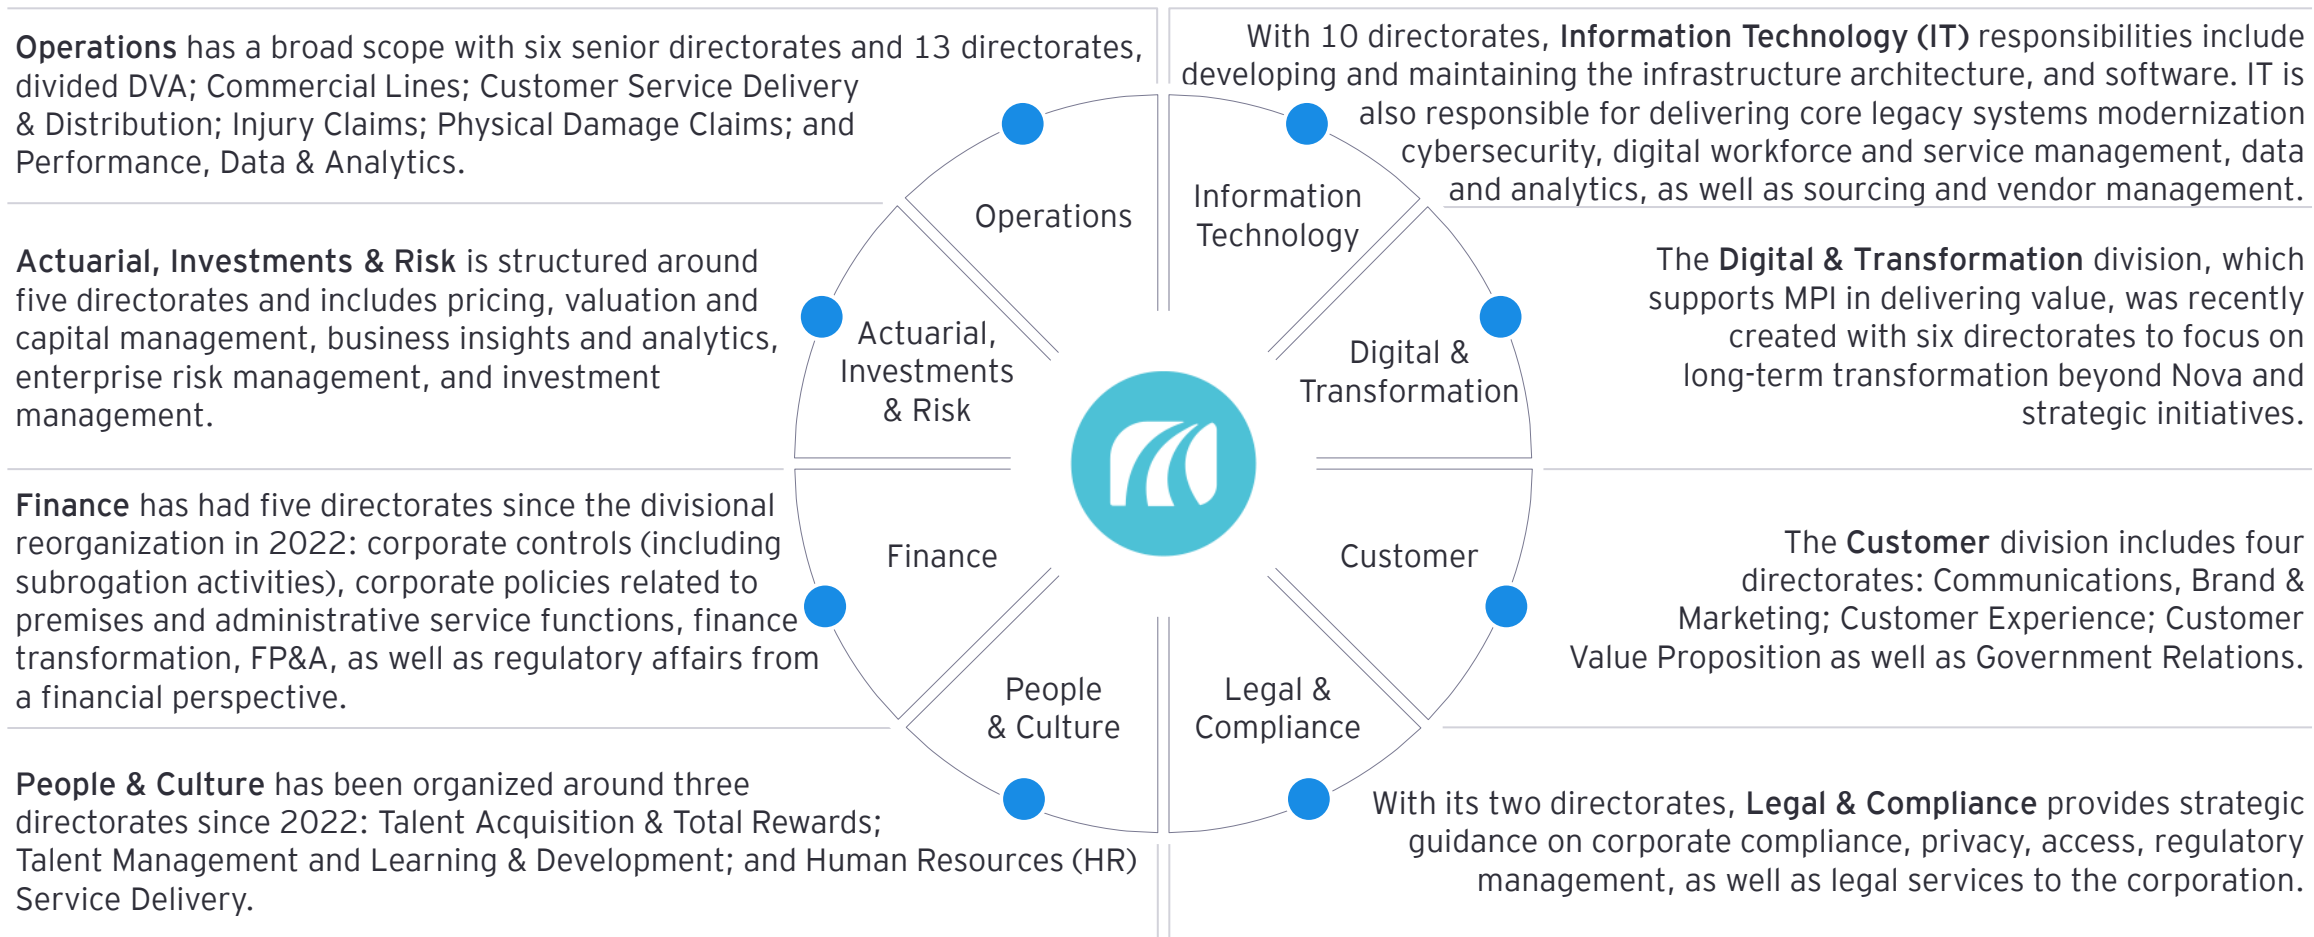 Operations has a broad scope with six senior directorates and 13 directorates,
divided DVA; Commercial Lines; Customer Service Delivery
& Distribution; Injury Claims; Physical Damage Claims; and
Performance, Data & Analytics.
With 10 directorates, Information Technology (IT) responsibilities include
developing and maintaining the infrastructure architecture, and software. IT is
also responsible for delivering core legacy systems modernization
cybersecurity, digital workforce and service management, data
and analytics, as well as sourcing and vendor management.
Operations
Information
Technology
Actuarial, Investments & Risk is structured around
five directorates and includes pricing, valuation and
capital management, business insights and analytics,
enterprise risk management, and investment
management.
Actuarial,
Investments
& Risk
Digital &
Transformation
The Digital & Transformation division, which
supports MPI in delivering value, was recently
created with six directorates to focus on
long-term transformation beyond Nova and
strategic initiatives.
Finance has had five directorates since the divisional
reorganization in 2022: corporate controls (including
subrogation activities), corporate policies related to
premises and administrative service functions, finance
transformation, FP&A, as well as regulatory affairs from
a financial perspective.
Finance
Customer
The Customer division includes four
directorates: Communications, Brand &
Marketing; Customer Experience; Customer
Value Proposition as well as Government Relations.
People
& Culture
Legal &
Compliance
People & Culture has been organized around three
directorates since 2022: Talent Acquisition & Total Rewards;
Talent Management and Learning & Development; and Human Resources (HR)
Service Delivery.
With its two directorates, Legal & Compliance provides strategic
guidance on corporate compliance, privacy, access, regulatory
management, as well as legal services to the corporation.